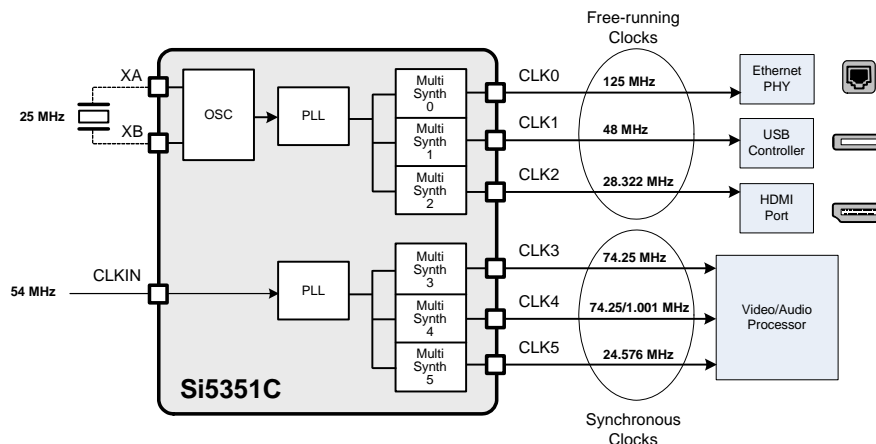 Free-running
Clocks
XA
25 MHz
XB
OSC
PLL
Multi
Synth
0
Multi
Synth
1
Multi
Synth
2
CLK0
125 MHz
Ethernet
PHY
CLK1
48 MHz
USB
Controller
CLK2
28.322 MHz
HDMI
Port
CLKIN
54 MHz
PLL
Multi
Synth
3
Multi
Synth
4
Multi
Synth
5
CLK3
74.25 MHz
CLK4
74.25/1.001 MHz
CLK5
24.576 MHz
Video/Audio
Processor
Si5351C
Synchronous
Clocks